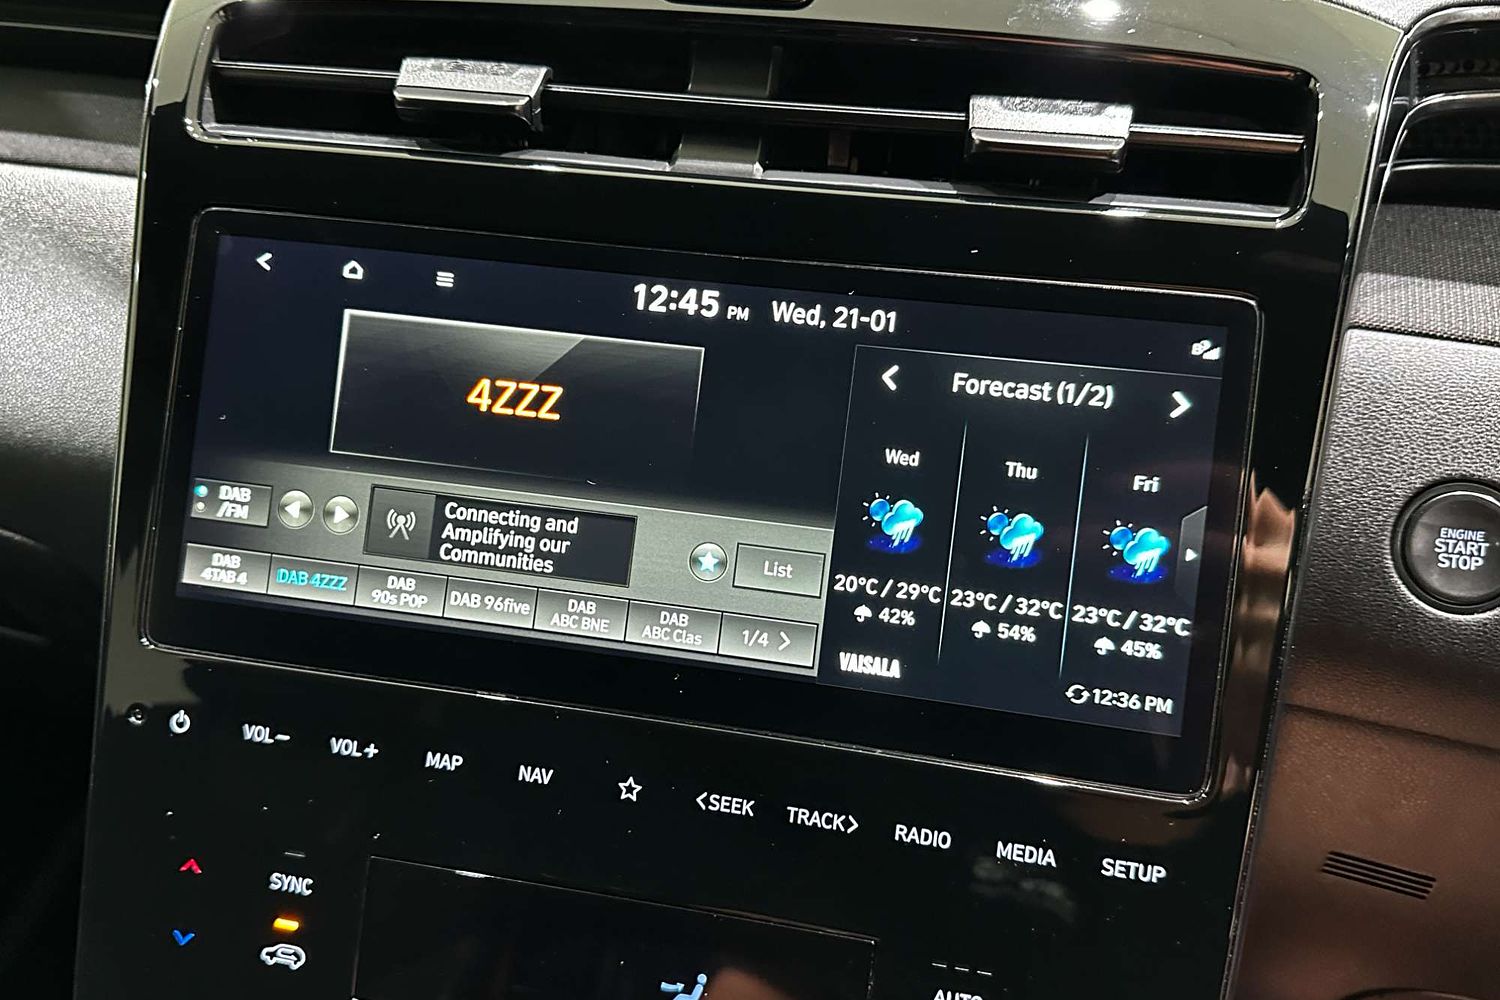 12:45 PM Wed, 21-01
4ZZZ
DAB
/FM
Connecting and
Amplifying our
Communities
List
DAB
4TAB 4
DAB 4ZZZ
DAB
90s POP
DAB 96five
DAB
ABC BNE
DAB
ABC Clas
1/4
Forecast (1/2)
Wed
Thu
Fri
20°C / 29°C
23°C / 32°C
23°C / 32°C
42%
54%
45%
VAISALA
12:36 PM
ENGINE
START
STOP
VOL−
VOL+
MAP
NAV
<SEEK
TRACK>
RADIO
MEDIA
SETUP
SYNC
AUTO